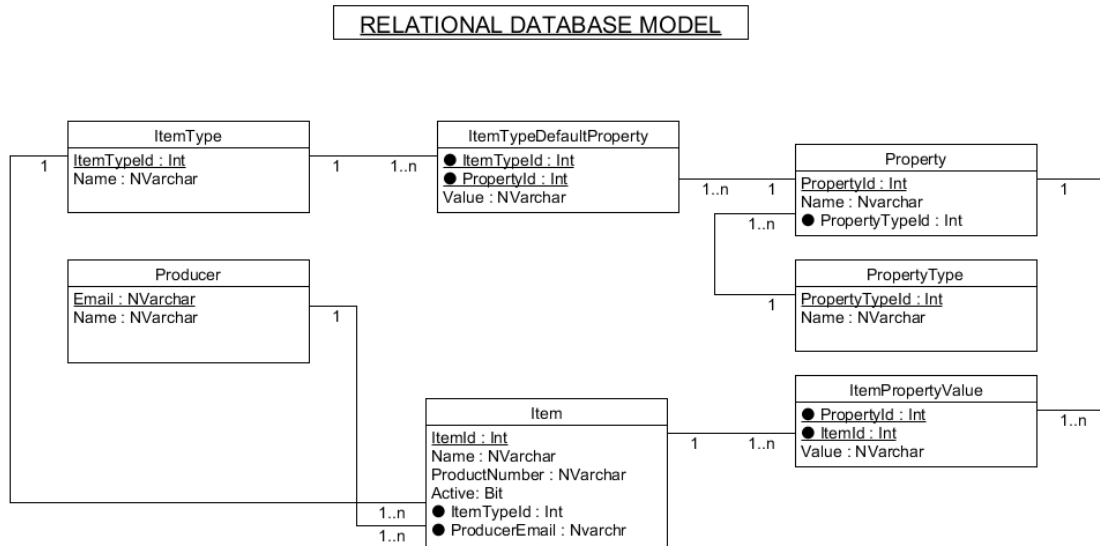 RELATIONAL DATABASE MODEL
ItemType
ItemTypeId : Int
Name : NVarchar
1
1
1..n
ItemTypeDefaultProperty
● ItemTypeId : Int
● PropertyId : Int
Value : NVarchar
1..n
1
Property
PropertyId : Int
Name : Nvarchar
● PropertyTypeId : Int
1
1..n
Producer
Email : NVarchar
Name : NVarchar
1
PropertyType
PropertyTypeId : Int
Name : NVarchar
1
Item
ItemId : Int
Name : NVarchar
ProductNumber : NVarchar
Active: Bit
● ItemTypeId : Int
● ProducerEmail : Nvarchr
1..n
1..n
1
1..n
ItemPropertyValue
● PropertyId : Int
● ItemId : Int
Value : NVarchar
1..n